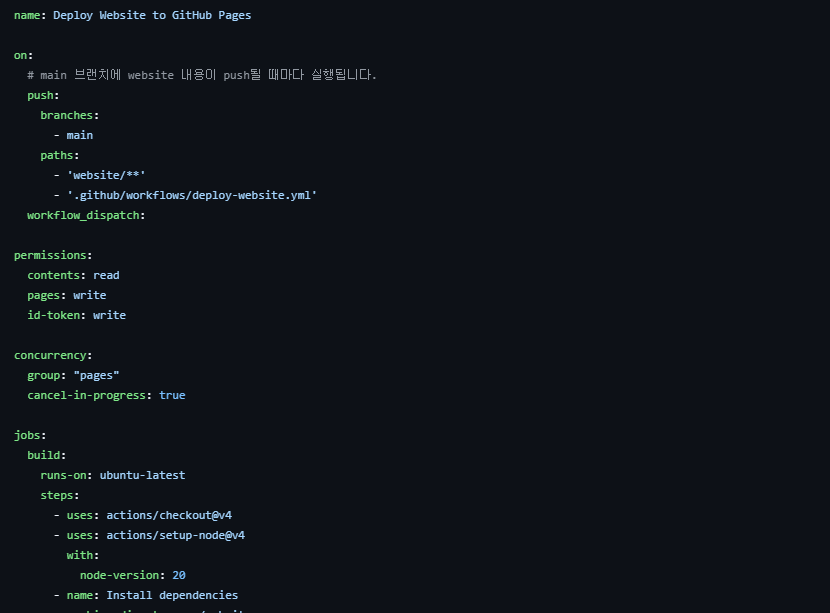 name: Deploy Website to GitHub Pages
on:
# main 브랜치에 website 내용이 push될 때마다 실행됩니다.
push:
branches:
- main
paths:
- 'website/**'
- '.github/workflows/deploy-website.yml'
workflow_dispatch:
permissions:
contents: read
pages: write
id-token: write
concurrency:
group: "pages"
cancel-in-progress: true
jobs:
build:
runs-on: ubuntu-latest
steps:
- uses: actions/checkout@v4
- uses: actions/setup-node@v4
with:
node-version: 20
- name: Install dependencies